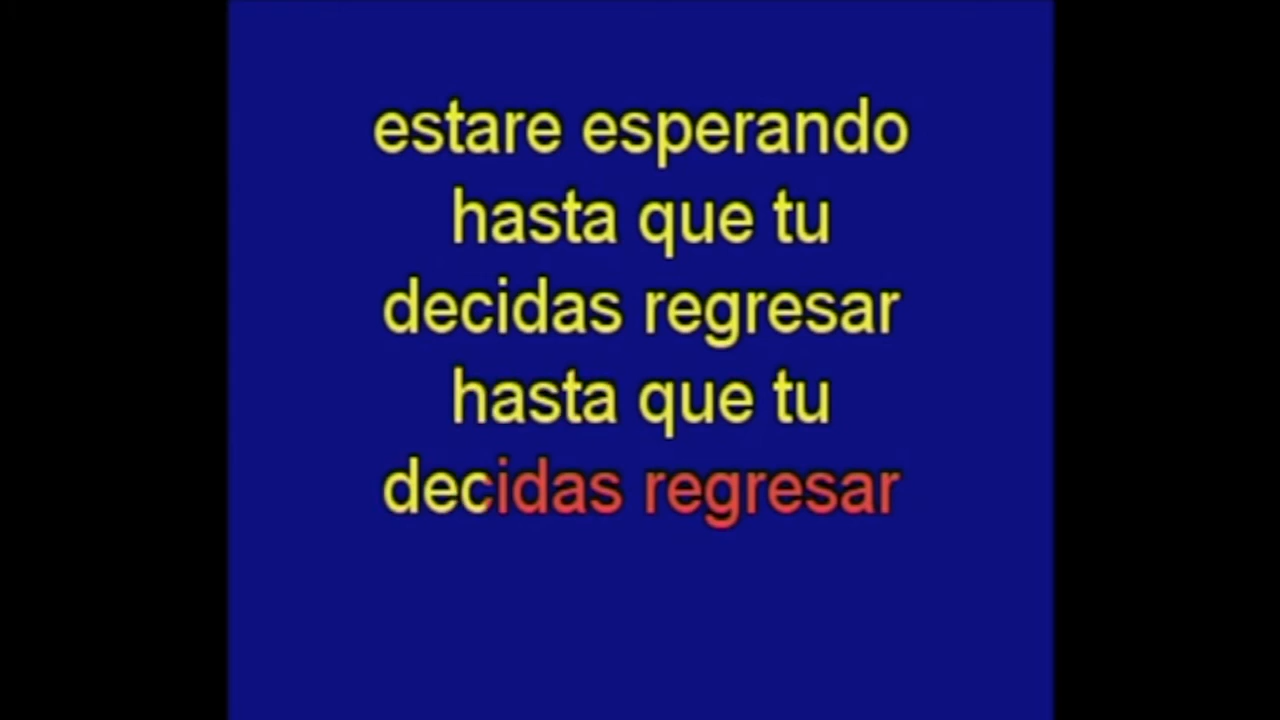 estare esperando
hasta que tu
decidas regresar
hasta que tu
decidas regresar